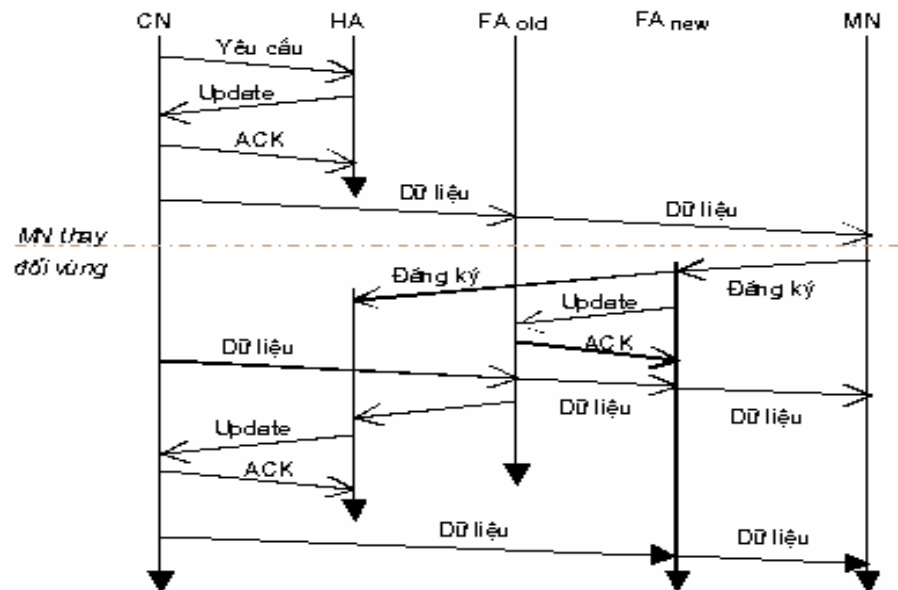 CN HA FA old FA new MN
Yêu cầu
Update
ACK
Dữ liệu
Dữ liệu
MN thay
đổi vùng
Đăng ký
Đăng ký
Update
ACK
Dữ liệu
Dữ liệu
Dữ liệu
Update
ACK
Dữ liệu
Dữ liệu